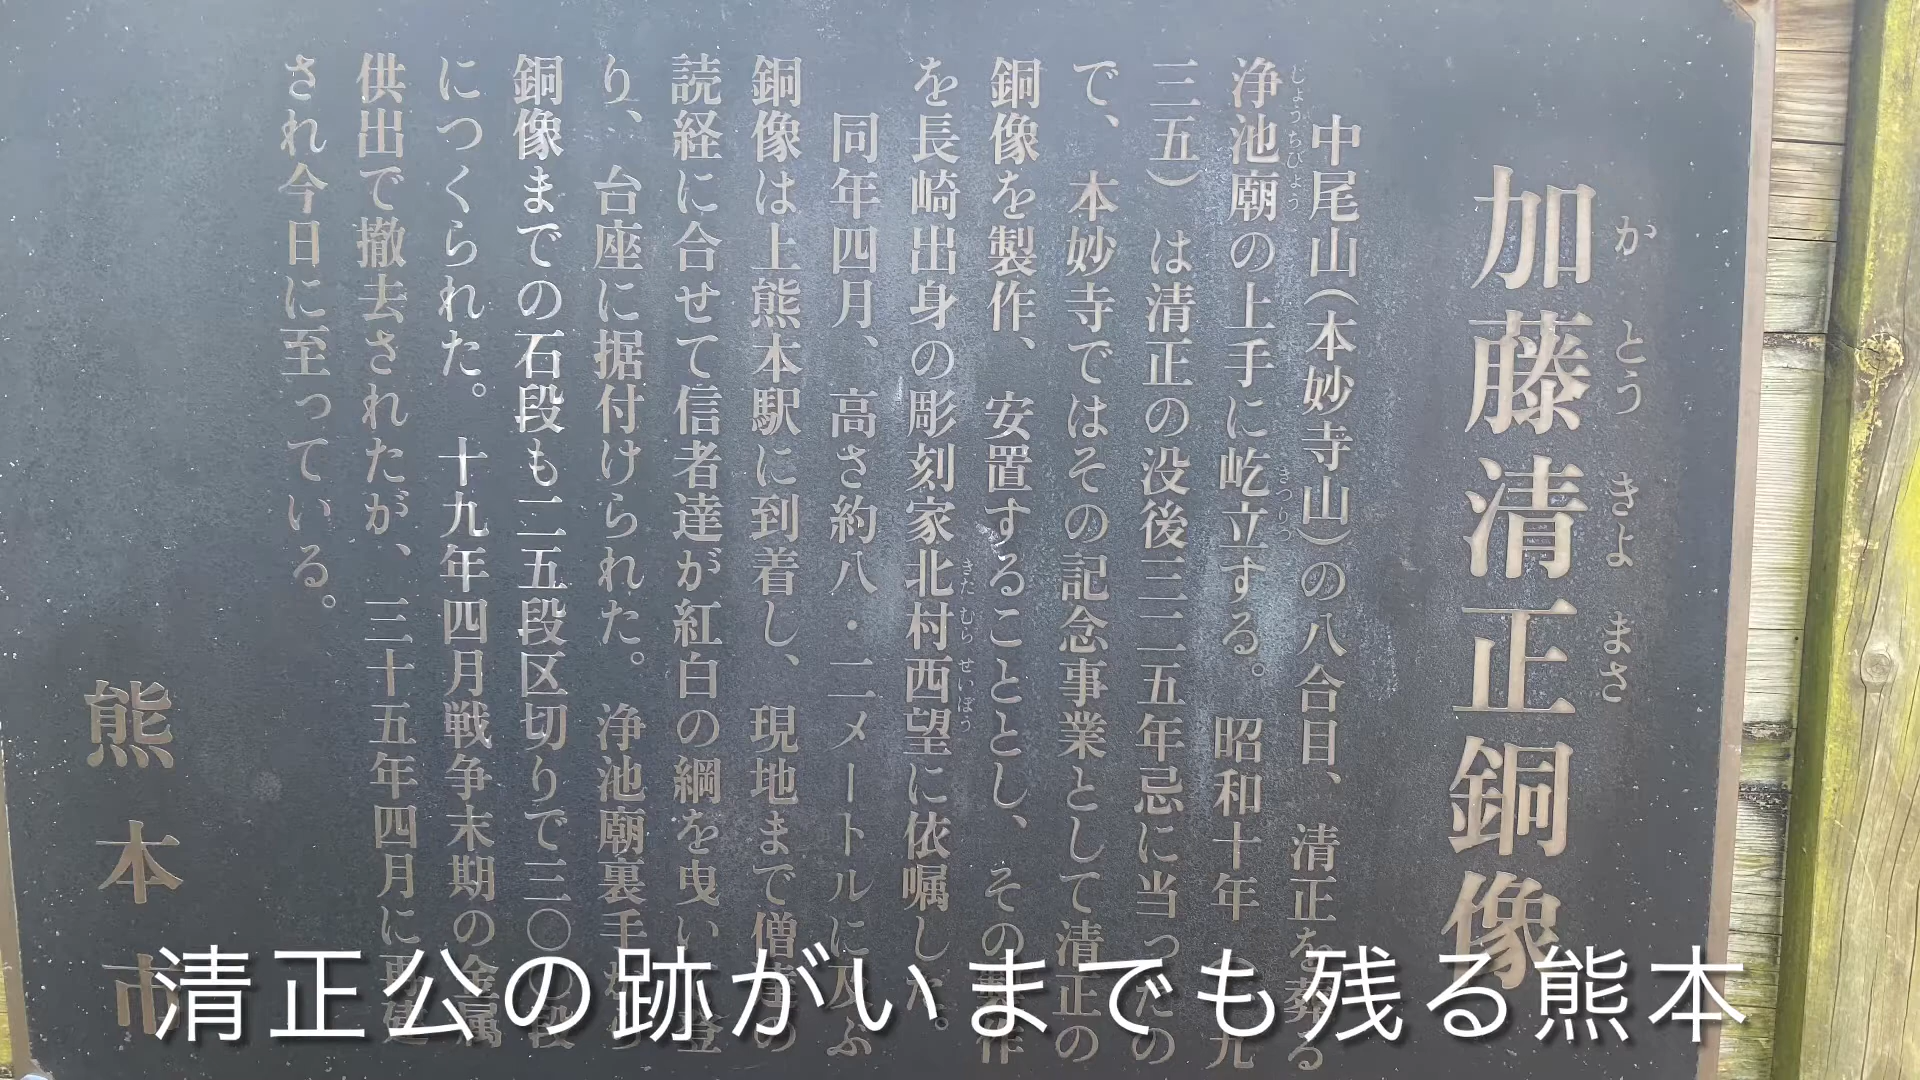 加藤清正銅像
かとうきよまさ
中尾山(本妙寺山)の八合目、清正を葬る
浄池廟の上手に屹立する。昭和十年
じょうちびょう
きつりつ
三五)は清正の没後三二五年忌に当ったの
で、本妙寺ではその記念事業として清正の
銅像を製作、安置することとし、その製作
を長崎出身の彫刻家北村西望に依嘱した。
きたむらせいぼう
同年四月、高さ約八・二メートルに及ぶ
銅像は上熊本駅に到着し、現地まで僧達の
読経に合せて信者達が紅白の綱を曳い登
り、台座に据付けられた。浄池廟裏手から
銅像までの石段も二五段区切りで三〇〇段
につくられた。十九年四月戦争末期の金属
供出で撤去されたが、三十五年四月に再建
され今日に至っている。
熊本市
清正公の跡がいまでも残る熊本